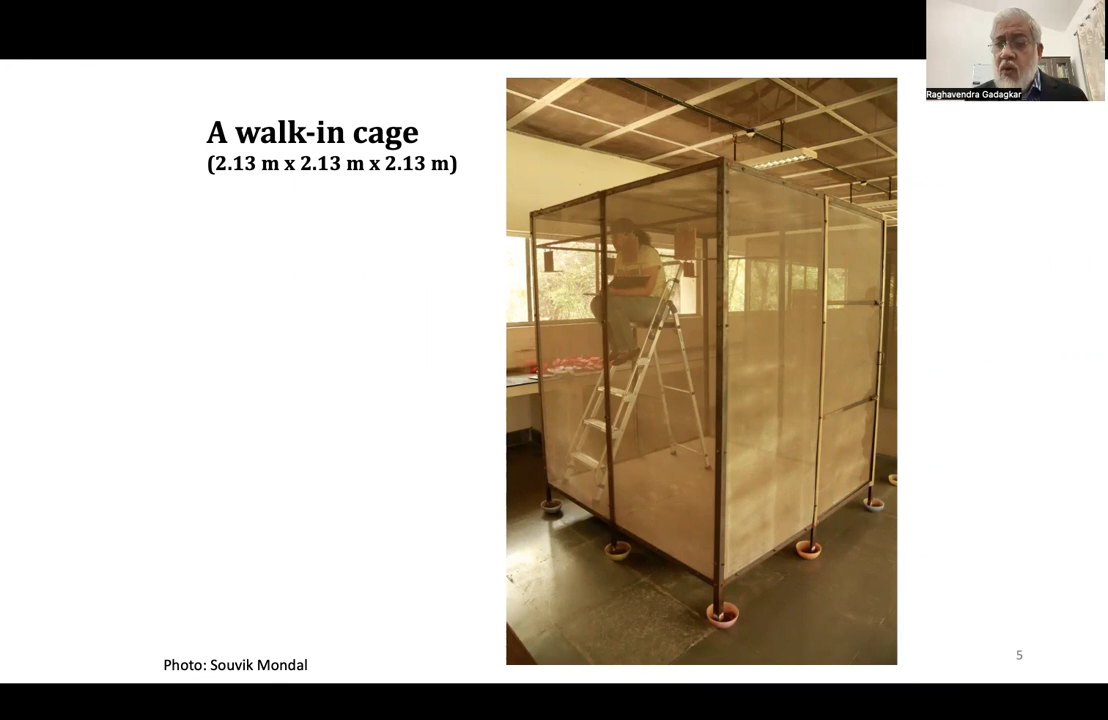 Raghavendra Gadagkar
A walk-in cage
(2.13 m x 2.13 m x 2.13 m)
Photo: Souvik Mondal
5